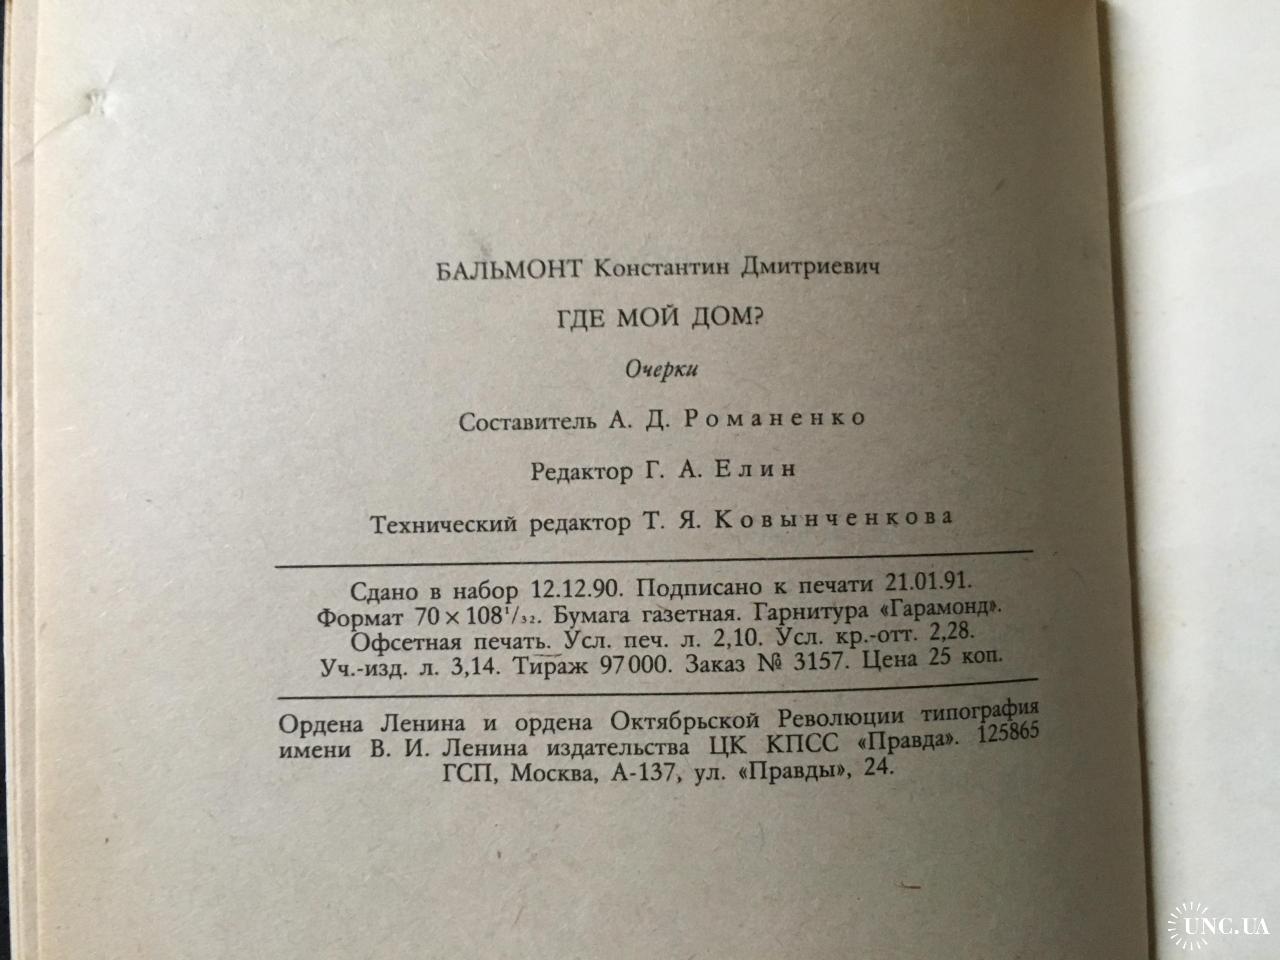 БАЛЬМОНТ Константин Дмитриевич
ГДЕ МОЙ ДОМ?
Очерки
Составитель А. Д. Романенко
Редактор Г. А. Елин
Технический редактор Т. Я. Ковынченкова
Сдано в набор 12.12.90. Подписано к печати 21.01.91.
Формат 70 × 108 1/32. Бумага газетная. Гарнитура «Гарамонд».
Офсетная печать. Усл. печ. л. 2,10. Усл. кр.-отт. 2,28.
Уч.-изд. л. 3,14. Тираж 97 000. Заказ № 3157. Цена 25 коп.
Ордена Ленина и ордена Октябрьской Революции типография
имени В. И. Ленина издательства ЦК КПСС «Правда». 125865
ГСП, Москва, А-137, ул. «Правды», 24.
UNC.UA